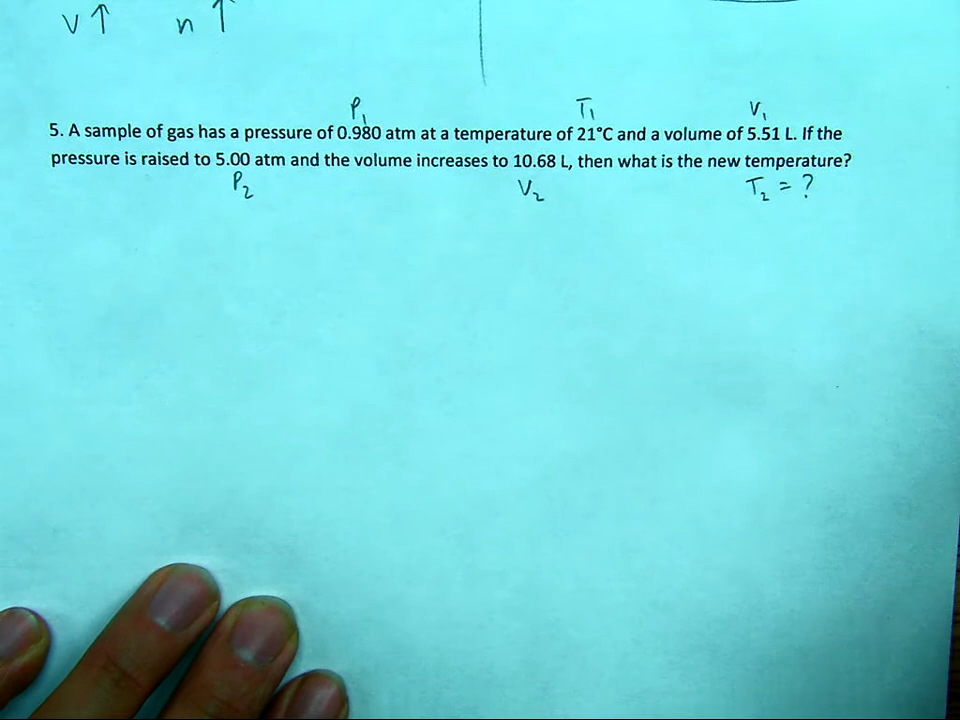 V↑ n↑
P₁ T₁ V₁
5. A sample of gas has a pressure of 0.980 atm at a temperature of 21°C and a volume of 5.51 L. If the
pressure is raised to 5.00 atm and the volume increases to 10.68 L, then what is the new temperature?
P₂ V₂ T₂ = ?